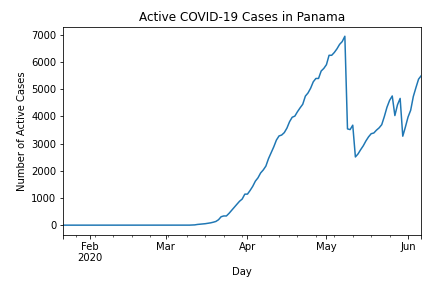 Active COVID-19 Cases in Panama
Number of Active Cases
7000
6000
5000
4000
3000
2000
1000
0
Feb Mar Apr May Jun
2020
Day